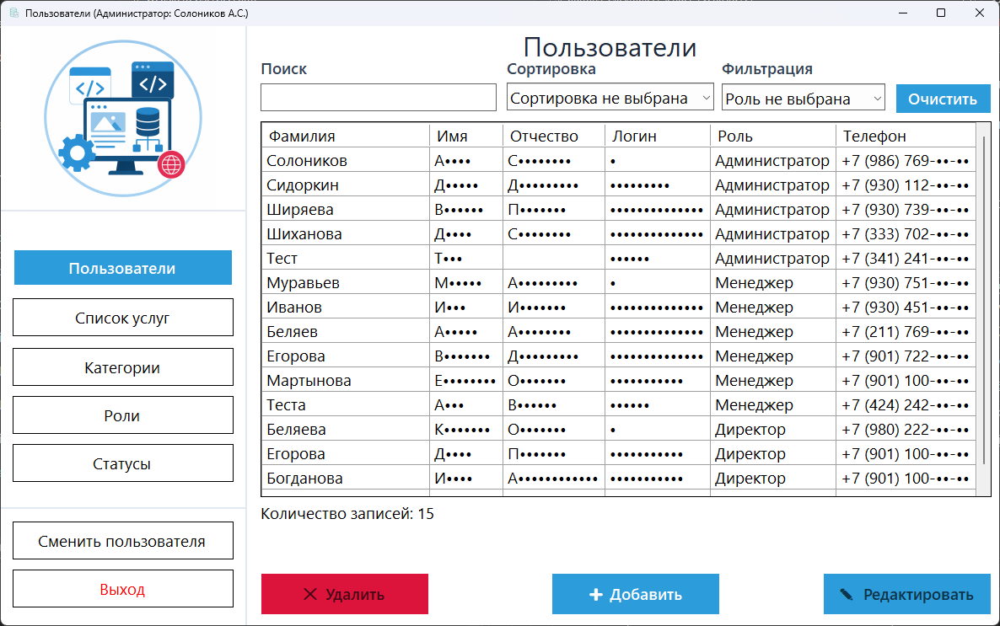 Пользователи (Администратор: Солоников А.С.)
</>
</>
Пользователи
Поиск Сортировка Фильтрация
Сортировка не выбрана Роль не выбрана Очистить
Фамилия Имя Отчество Логин Роль Телефон
Солоников А•••• С•••••••• • Администратор +7 (986) 769-••-••
Сидоркин Д••••• Д••••••••• ••••••••• Администратор +7 (930) 112-••-••
Ширяева В•••••• П••••••• •••••••••••••• Администратор +7 (930) 739-••-••
Шиханова Д•••• С•••••••• •••••••••••••• Администратор +7 (333) 702-••-••
Тест Т••• •••••• Администратор +7 (341) 241-••-••
Муравьев М••••• А••••••••• • Менеджер +7 (930) 751-••-••
Иванов И••• И••••••• •••••••••••••• Менеджер +7 (930) 451-••-••
Беляев А••••• А•••••••• •••••••••••••• Менеджер +7 (211) 769-••-••
Егорова В••••••• Д••••••••• •••••••••••••• Менеджер +7 (901) 722-••-••
Мартынова Е•••••••• О••••••• ••••••••••• Менеджер +7 (901) 100-••-••
Теста А••• В•••••• •••••• Менеджер +7 (424) 242-••-••
Беляева К••••••• О••••••• • Директор +7 (980) 222-••-••
Егорова Д•••• П••••••• ••••••••••• Директор +7 (901) 100-••-••
Богданова И•••• А•••••••••••• ••••••••••• Директор +7 (901) 100-••-••
Количество записей: 15
Пользователи
Список услуг
Категории
Роли
Статусы
Сменить пользователя
Выход
Удалить Добавить Редактировать